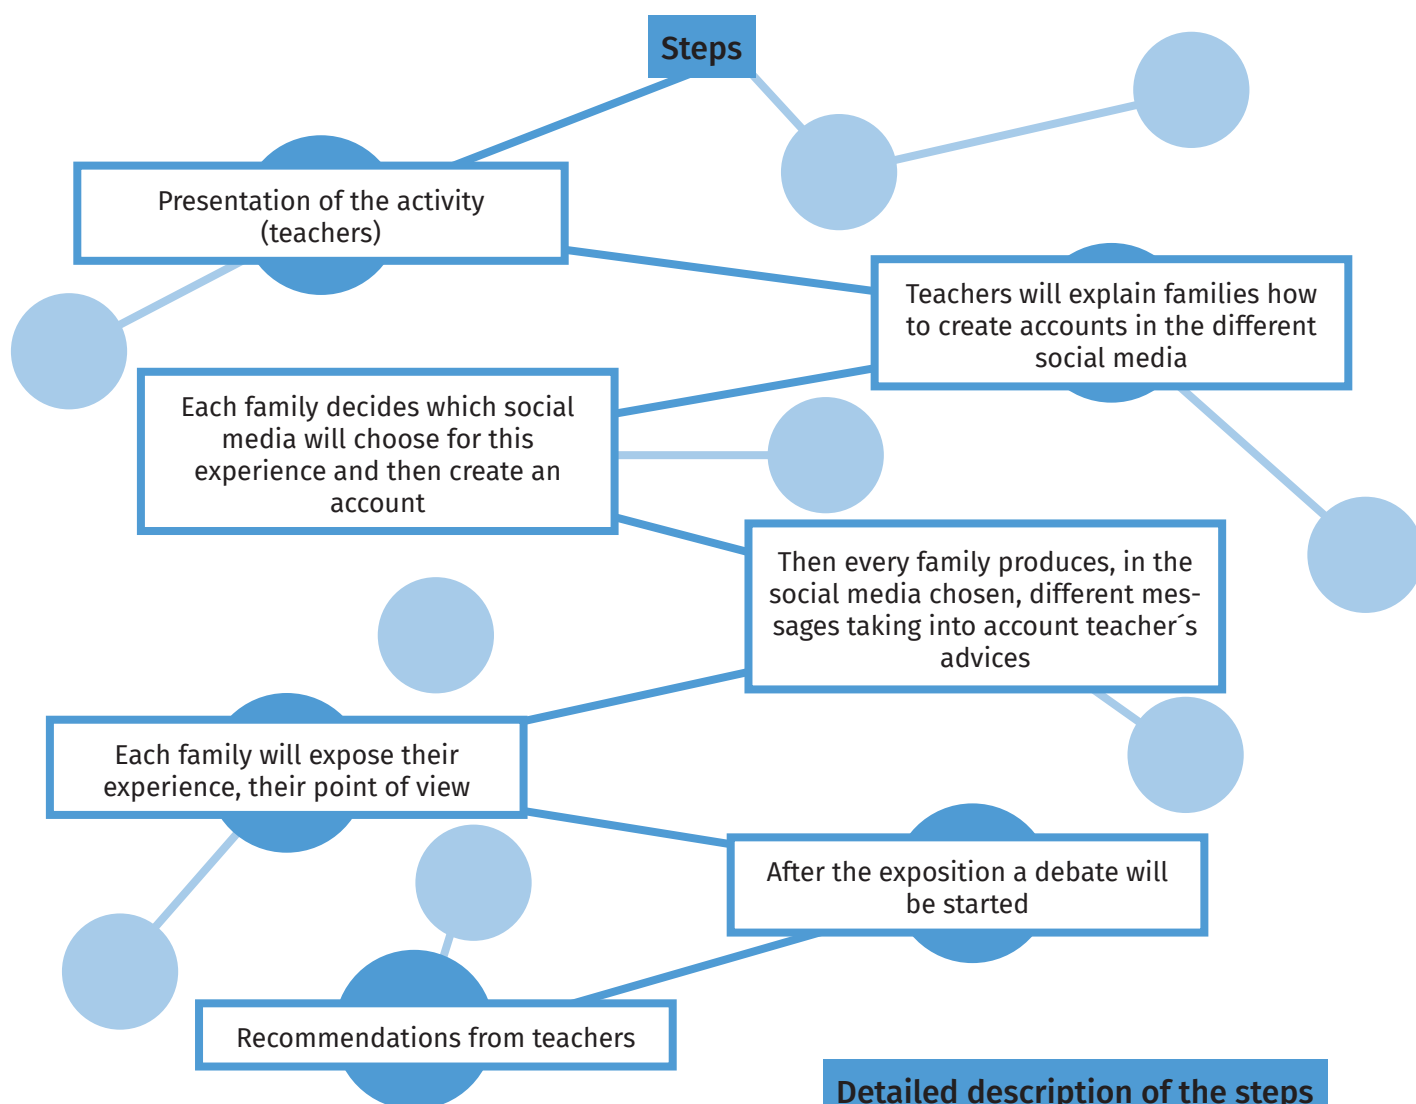 Steps
Presentation of the activity
(teachers)
Teachers will explain families how
to create accounts in the different
social media
Each family decides which social
media will choose for this
experience and then create an
account
Then every family produces, in the
social media chosen, different mes-
sages taking into account teacher´s
advices
Each family will expose their
experience, their point of view
After the exposition a debate will
be started
Recommendations from teachers
Detailed description of the steps